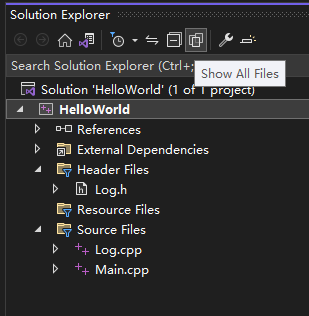 Solution Explorer
Search Solution Explorer (Ctrl+;
Show All Files
Solution 'HelloWorld' (1 of 1 project)
HelloWorld
References
External Dependencies
Header Files
Log.h
Resource Files
Source Files
Log.cpp
Main.cpp